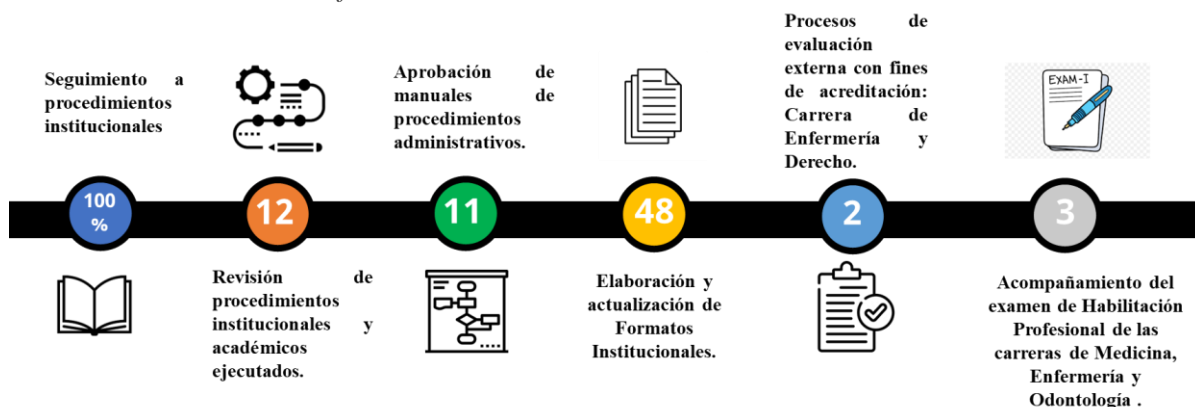 Seguimiento a
procedimientos
institucionales
100
%
12
Revisión de
procedimientos
institucionales y
académicos
ejecutados.
Aprobación de
manuales de
procedimientos
administrativos.
11
48
Elaboración y
actualización de
Formatos
Institucionales.
Procesos de
evaluación
externa con fines
de acreditación:
Carrera de
Enfermería y
Derecho.
2
EXAM-I
3
Acompañamiento del
examen de Habilitación
Profesional de las
carreras de Medicina,
Enfermería y
Odontología .